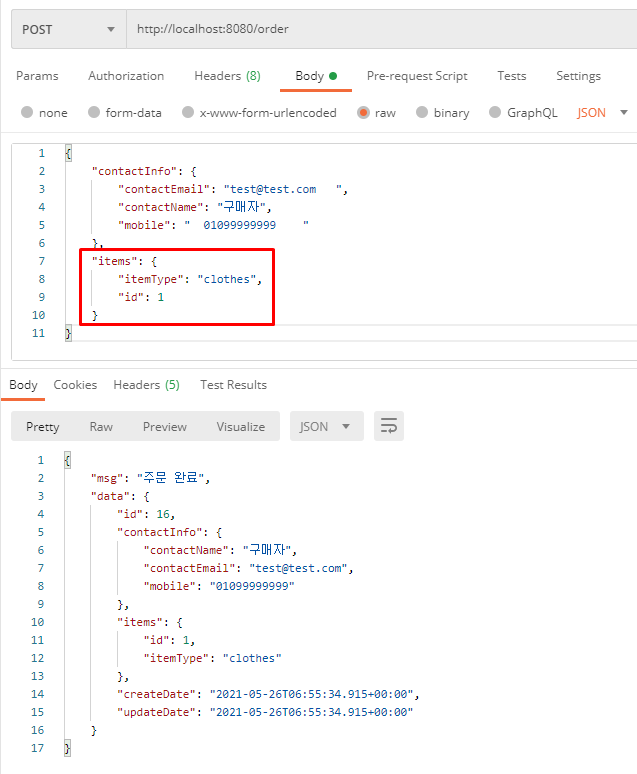 POST http://localhost:8080/order
Params Authorization Headers (8) Body Pre-request Script Tests Settings
none form-data x-www-form-urlencoded raw binary GraphQL JSON
1 {
2 "contactInfo": {
3 "contactEmail": "test@test.com   ",
4 "contactName": "구매자",
5 "mobile": "  01099999999    "
6 },
7 "items": {
8 "itemType": "clothes",
9 "id": 1
10 }
11 }
Body Cookies Headers (5) Test Results
Pretty Raw Preview Visualize JSON
1 {
2 "msg": "주문 완료",
3 "data": {
4 "id": 16,
5 "contactInfo": {
6 "contactName": "구매자",
7 "contactEmail": "test@test.com",
8 "mobile": "01099999999"
9 },
10 "items": {
11 "id": 1,
12 "itemType": "clothes"
13 },
14 "createDate": "2021-05-26T06:55:34.915+00:00",
15 "updateDate": "2021-05-26T06:55:34.915+00:00"
16 }
17 }